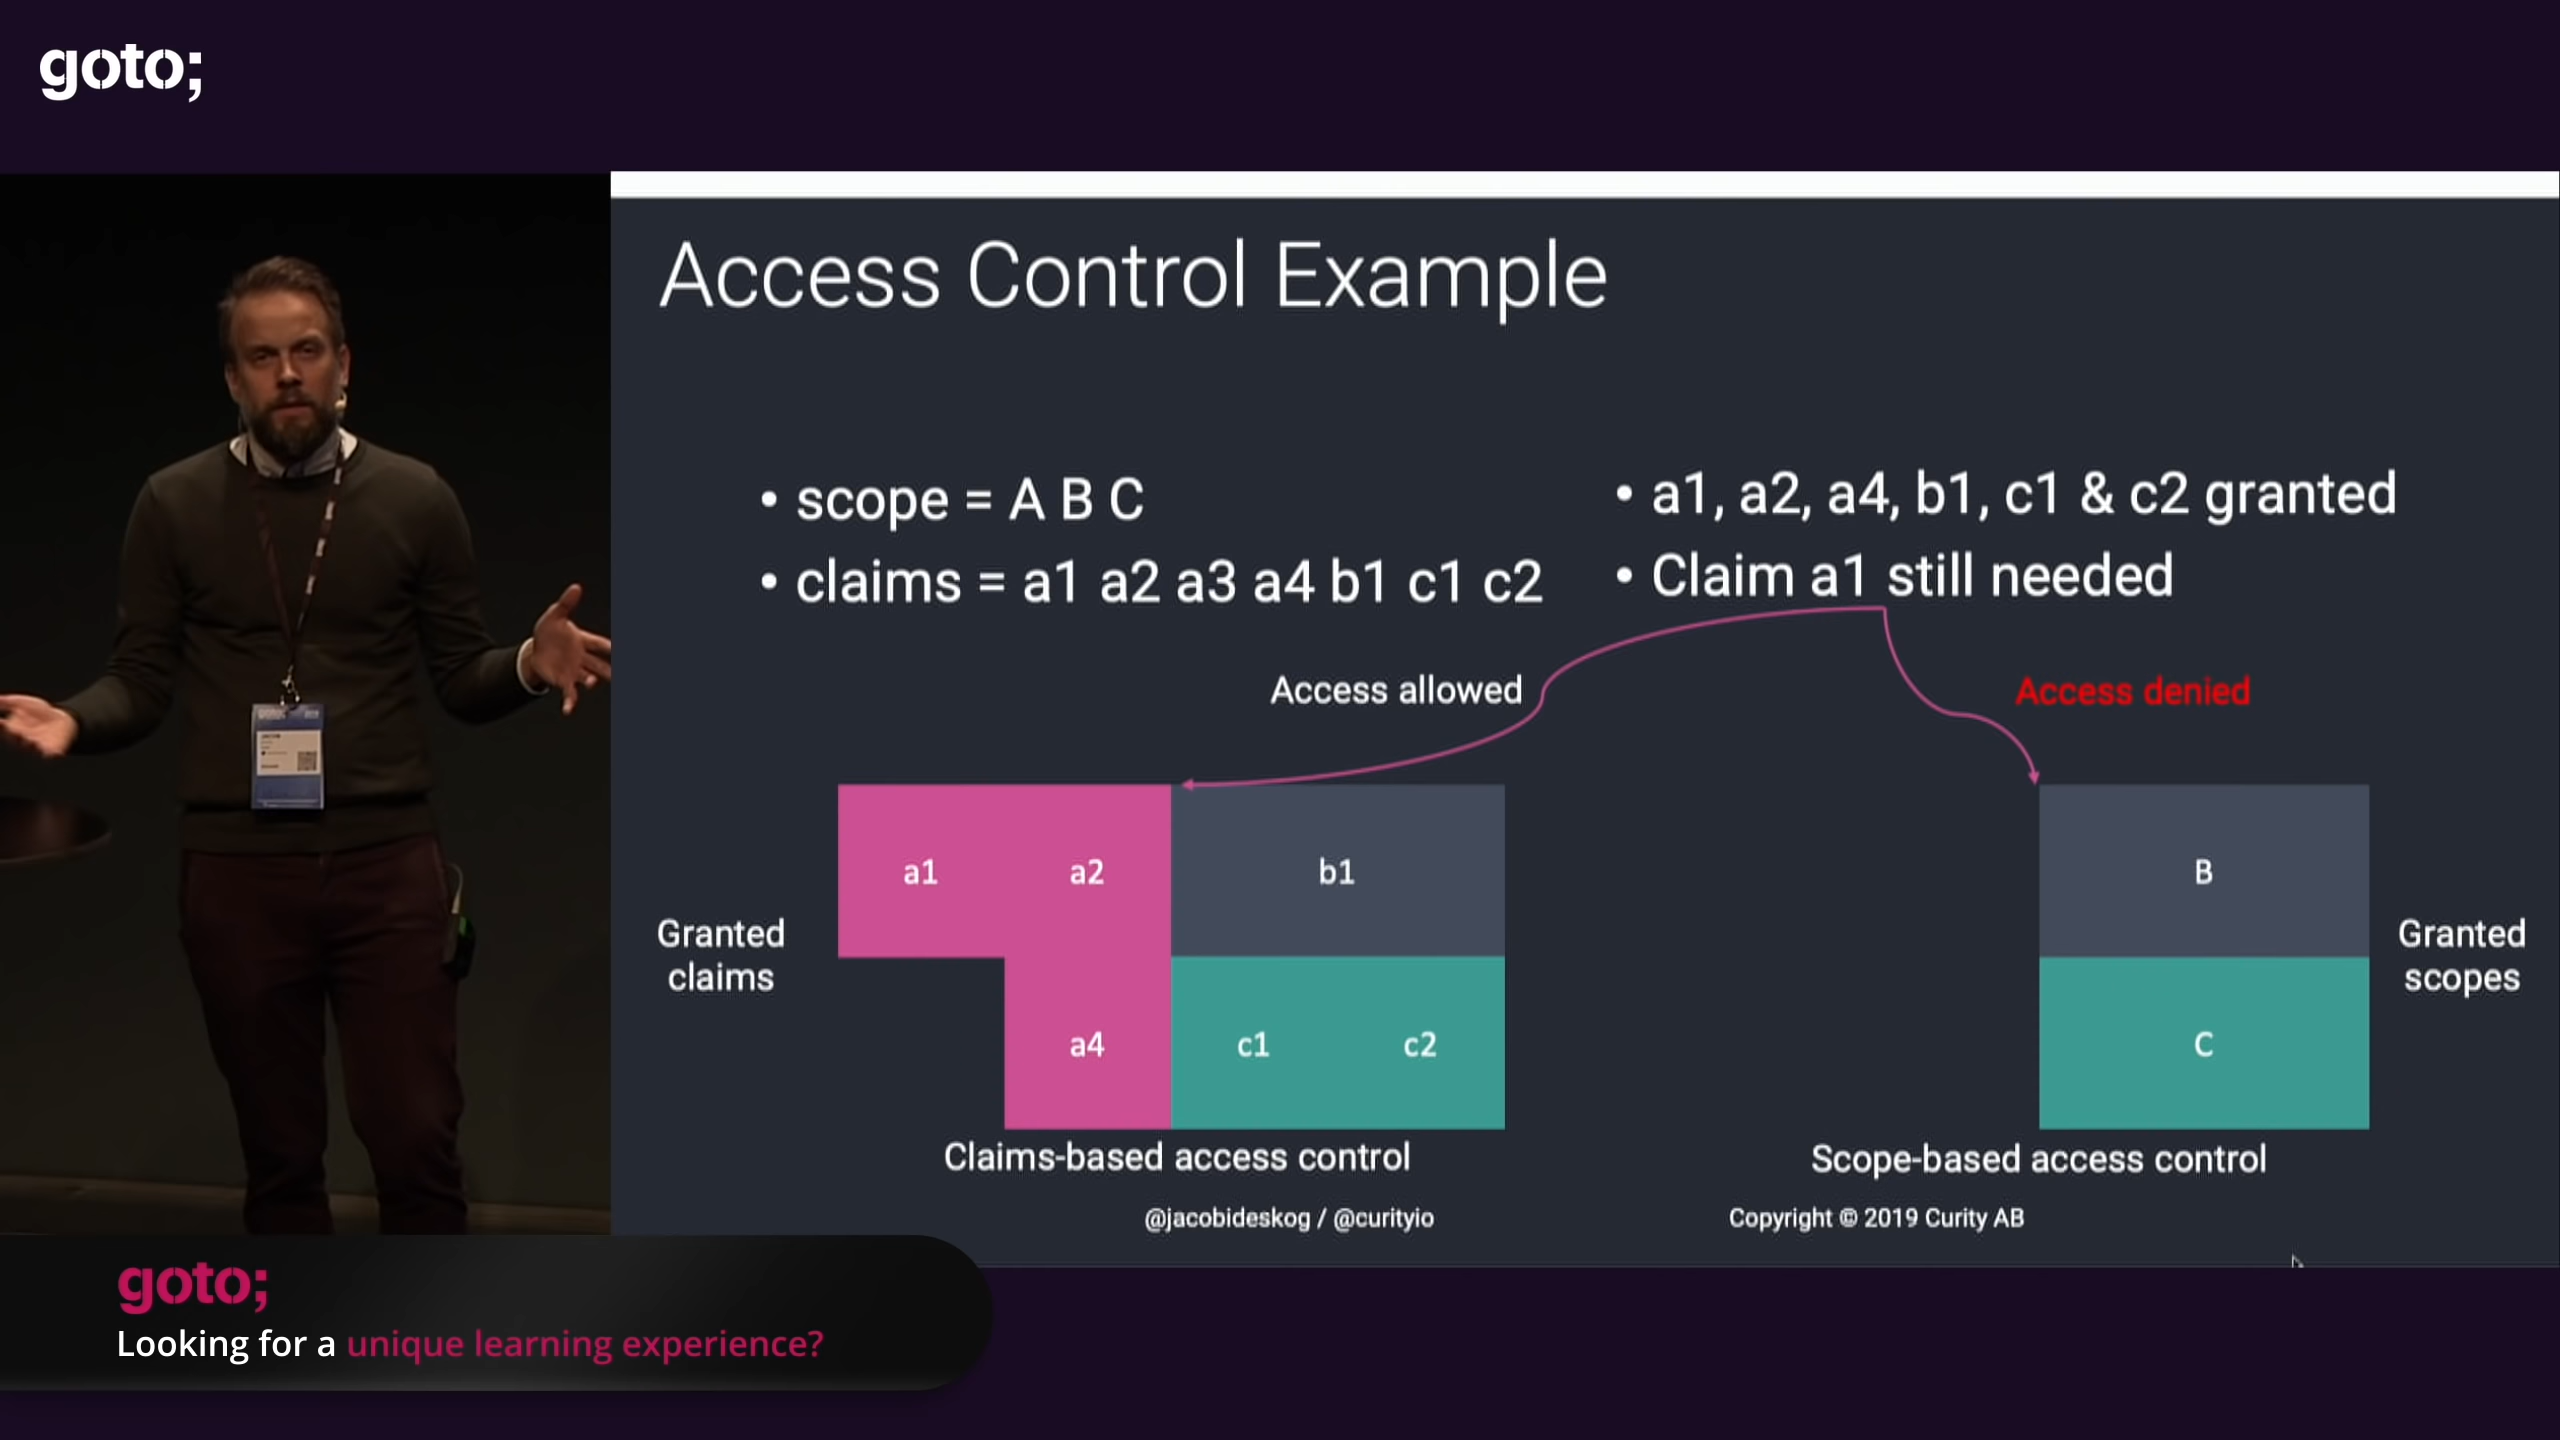 goto;
Access Control Example
• scope = A B C
• claims = a1 a2 a3 a4 b1 c1 c2
• a1, a2, a4, b1, c1 & c2 granted
• Claim a1 still needed
Access allowed
Access denied
a1
a2
b1
B
Granted
claims
Granted
scopes
a4
c1
c2
C
Claims-based access control
Scope-based access control
@jacobideskog / @curityio
Copyright © 2019 Curity AB
goto;
Looking for a unique learning experience?